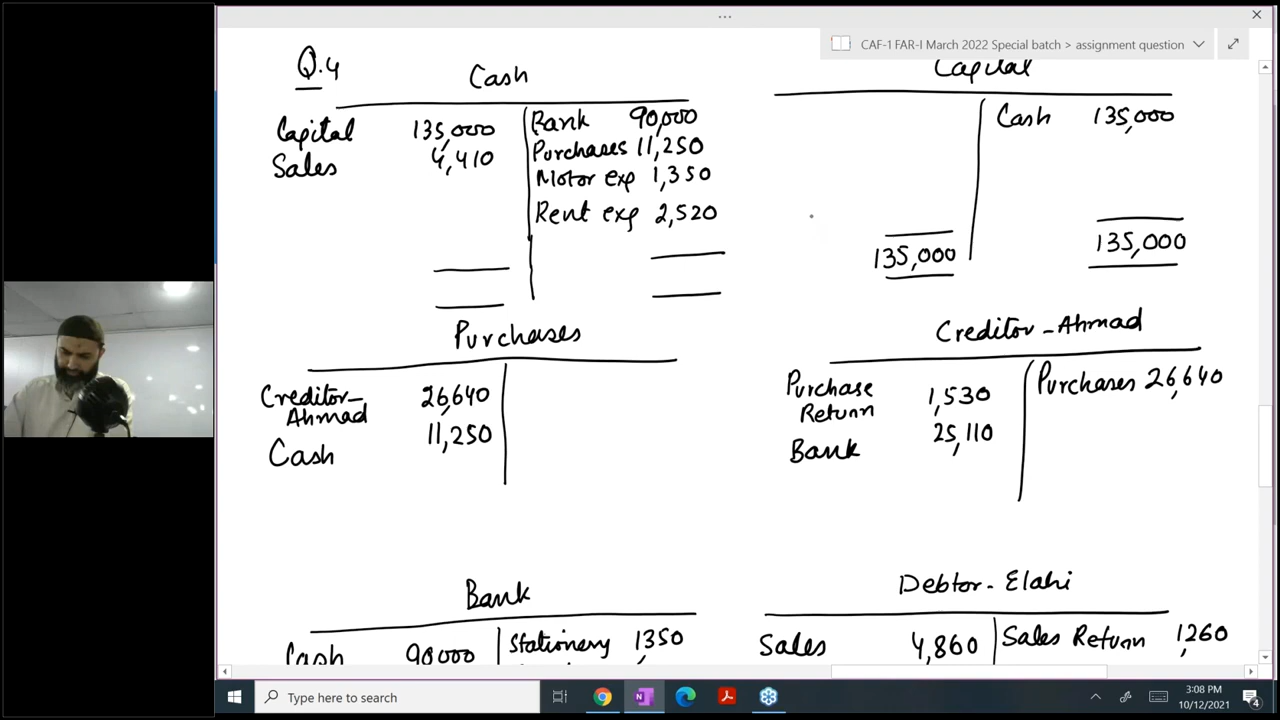 ...
CAF-1 FAR-I March 2022 Special batch > assignment question
Q.4
Cash
Capital 135,000 Bank 90,000
Sales 4,410 Purchases 11,250
Motor exp 1,350
Rent exp 2,520
Capital
Cash 135,000
135,000 135,000
Purchases
Creditor-Ahmad 26,640
Cash 11,250
Creditor-Ahmad
Purchase Return 1,530 Purchases 26,640
Bank 25,110
Bank
Cash 90000 Stationery 1350
Debtor-Elahi
Sales 4,860 Sales Return 1,260
Type here to search
3:08 PM
10/12/2021
4